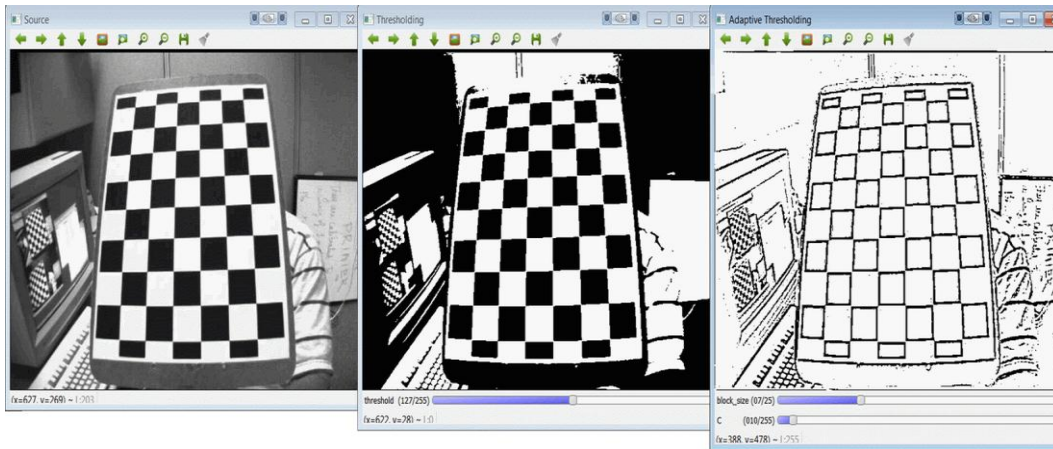 Source
Thresholding
Adaptive Thresholding
threshold (127/255)
block_size (07/25)
C (010/255)
(x=627, y=269) ~ L:203
(x=622, y=28) ~ L:0
(x=388, y=478) ~ L:255